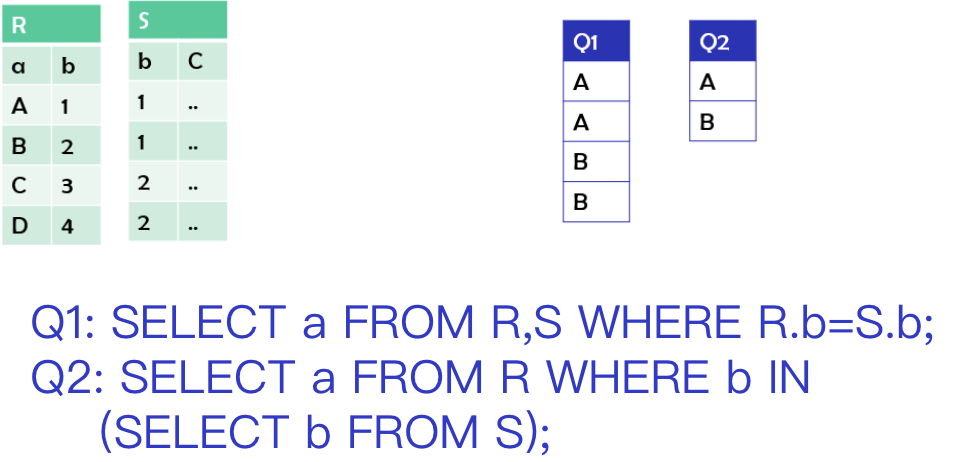 R
a b
A 1
B 2
C 3
D 4
S
b C
1 ..
1 ..
2 ..
2 ..
Q1
A
A
B
B
Q2
A
B
Q1: SELECT a FROM R,S WHERE R.b=S.b;
Q2: SELECT a FROM R WHERE b IN
(SELECT b FROM S);